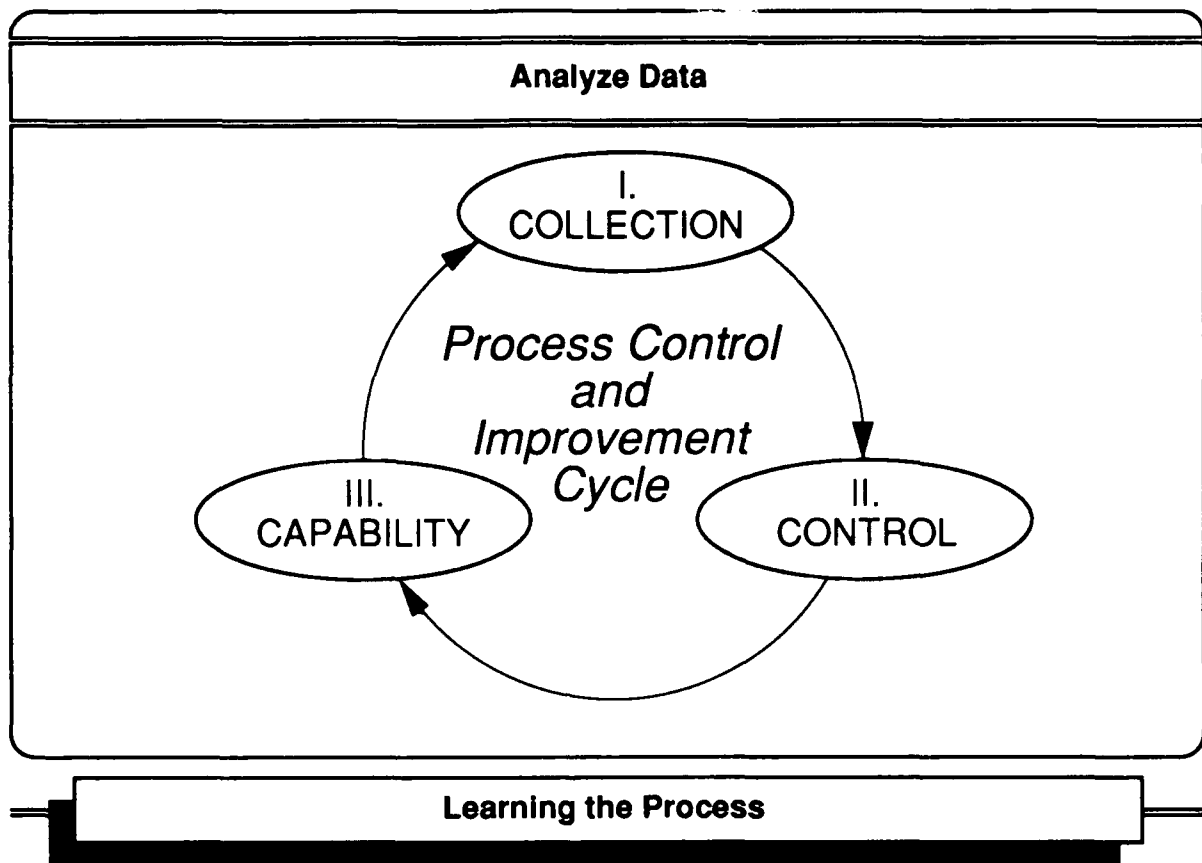 Analyze Data
I.
COLLECTION
Process Control
and
Improvement
Cycle
III.
CAPABILITY
II.
CONTROL
Learning the Process